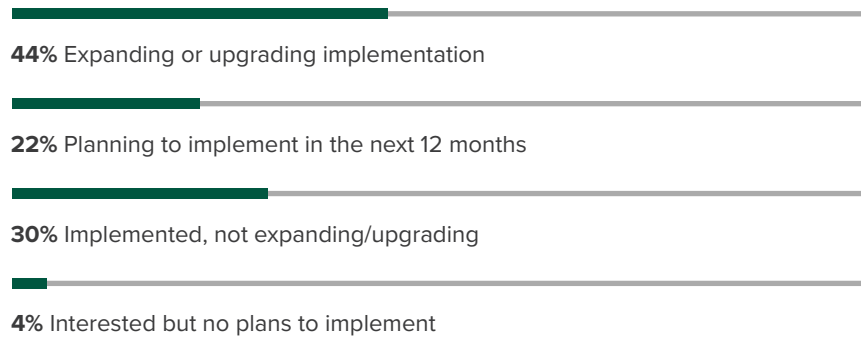 44% Expanding or upgrading implementation
22% Planning to implement in the next 12 months
30% Implemented, not expanding/upgrading
4% Interested but no plans to implement